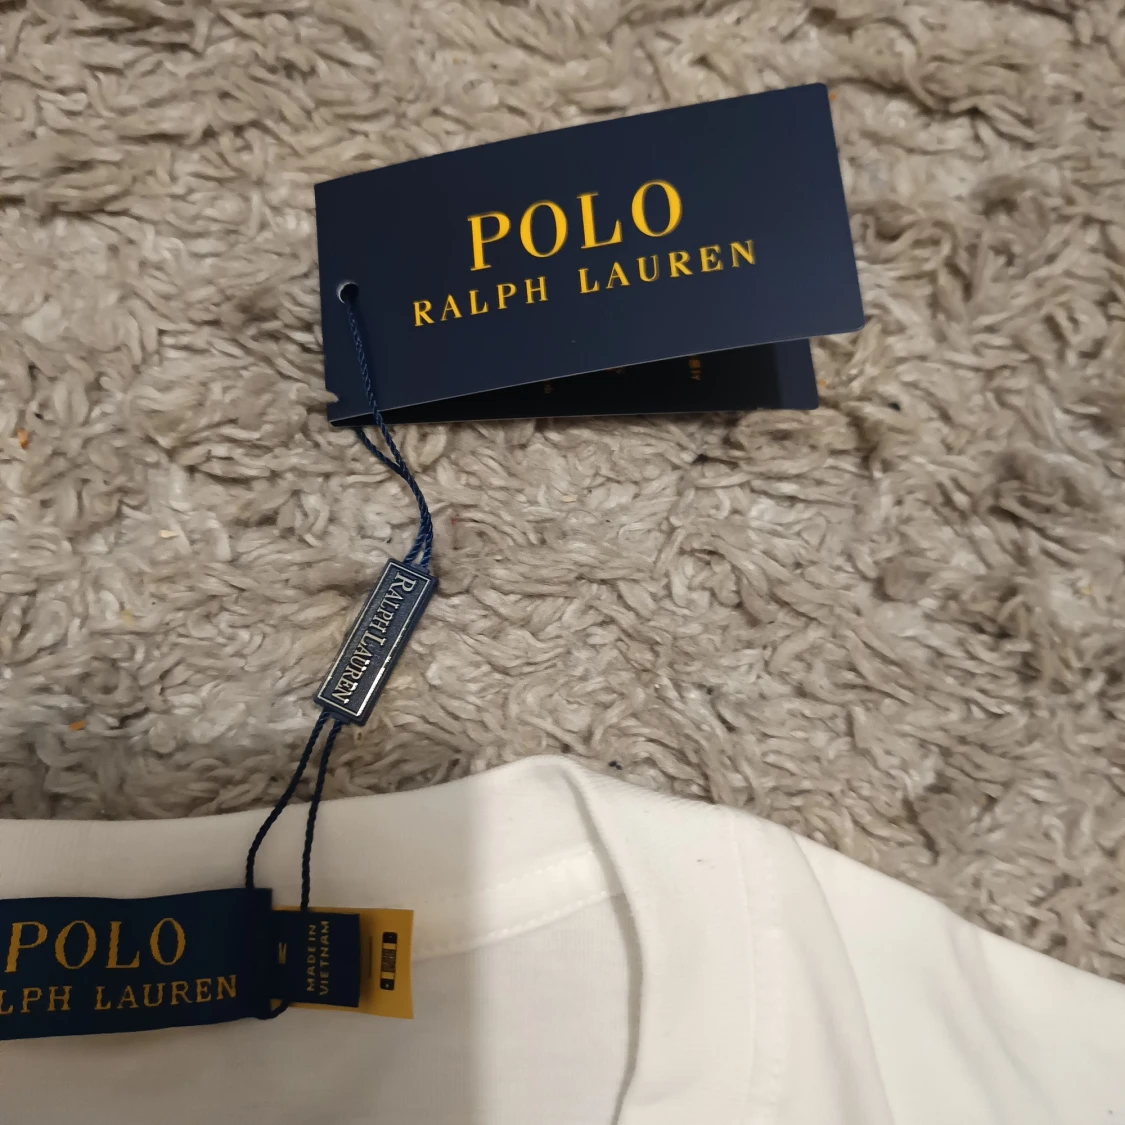 POLO
RALPH LAUREN
RALPH LAUREN
POLO
LPH LAUREN
MADE IN
VIETNAM